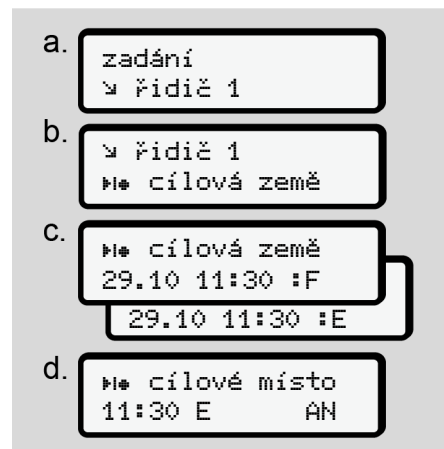 a.
zadání
řidič 1
b.
řidič 1
cílová země
c.
cílová země
29.10 11:30 :F
29.10 11:30 :E
d.
cílové místo
11:30 E AN